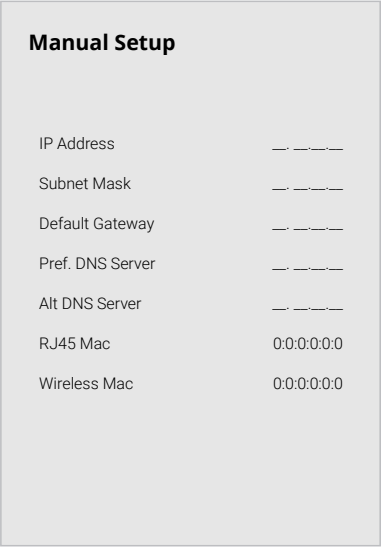 Manual Setup
IP Address __. __.__.__
Subnet Mask __. __.__.__
Default Gateway __. __.__.__
Pref. DNS Server __. __.__.__
Alt DNS Server __. __.__.__
RJ45 Mac 0:0:0:0:0:0
Wireless Mac 0:0:0:0:0:0